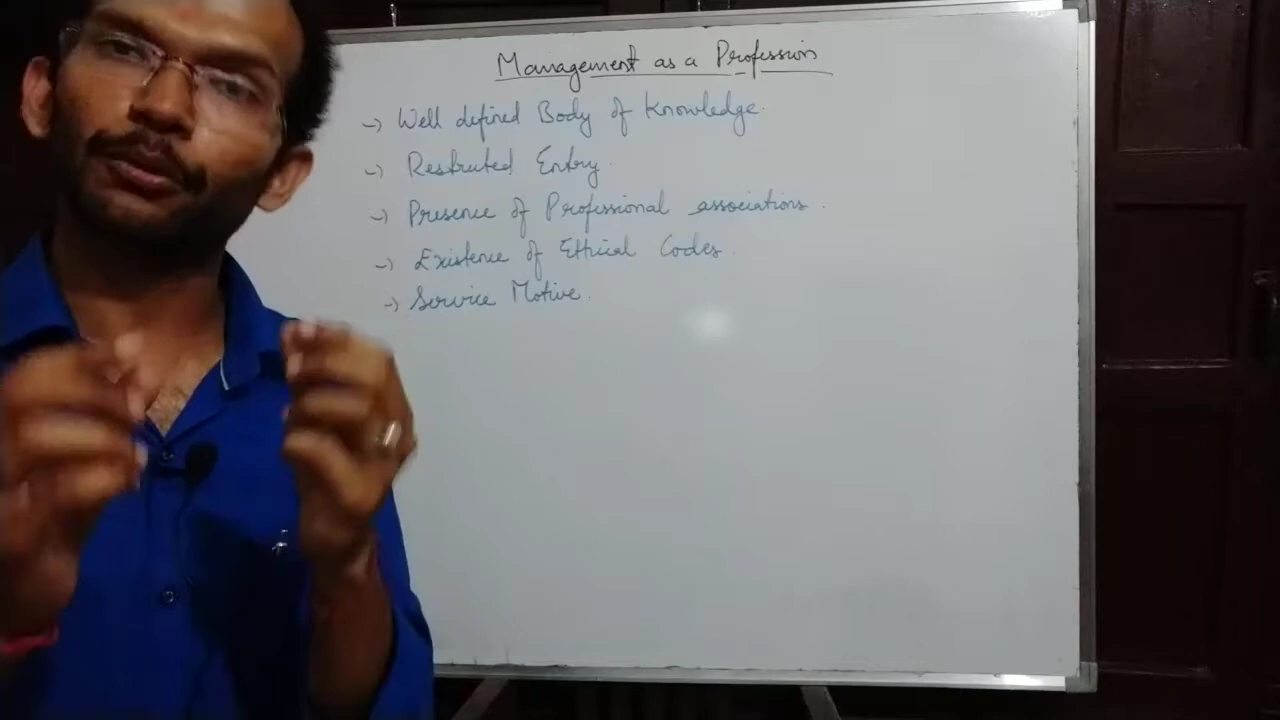 Management as a Profession
-> Well defined Body of Knowledge.
-> Restricted Entry.
-> Presence of Professional associations.
-> Existence of Ethical Codes.
-> Service Motive.